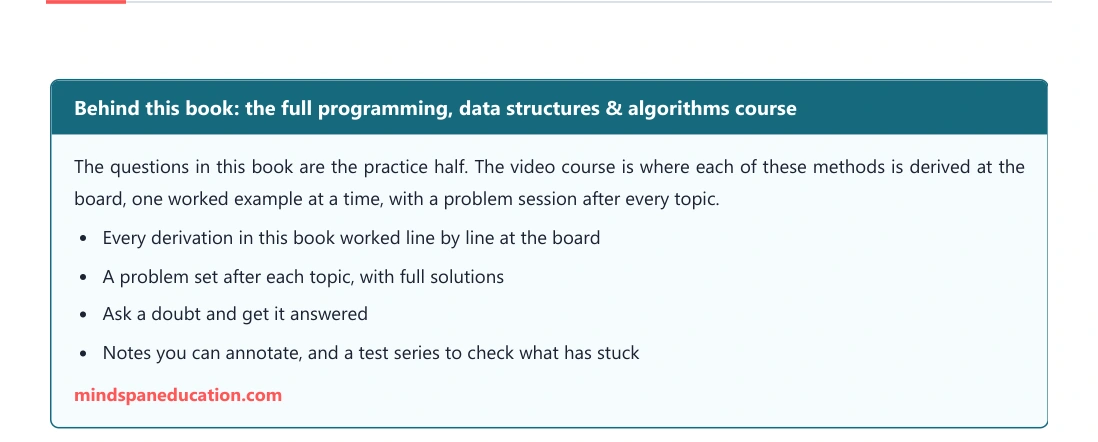 Behind this book: the full programming, data structures & algorithms course
The questions in this book are the practice half. The video course is where each of these methods is derived at the
board, one worked example at a time, with a problem session after every topic.
• Every derivation in this book worked line by line at the board
• A problem set after each topic, with full solutions
• Ask a doubt and get it answered
• Notes you can annotate, and a test series to check what has stuck
mindspaneducation.com